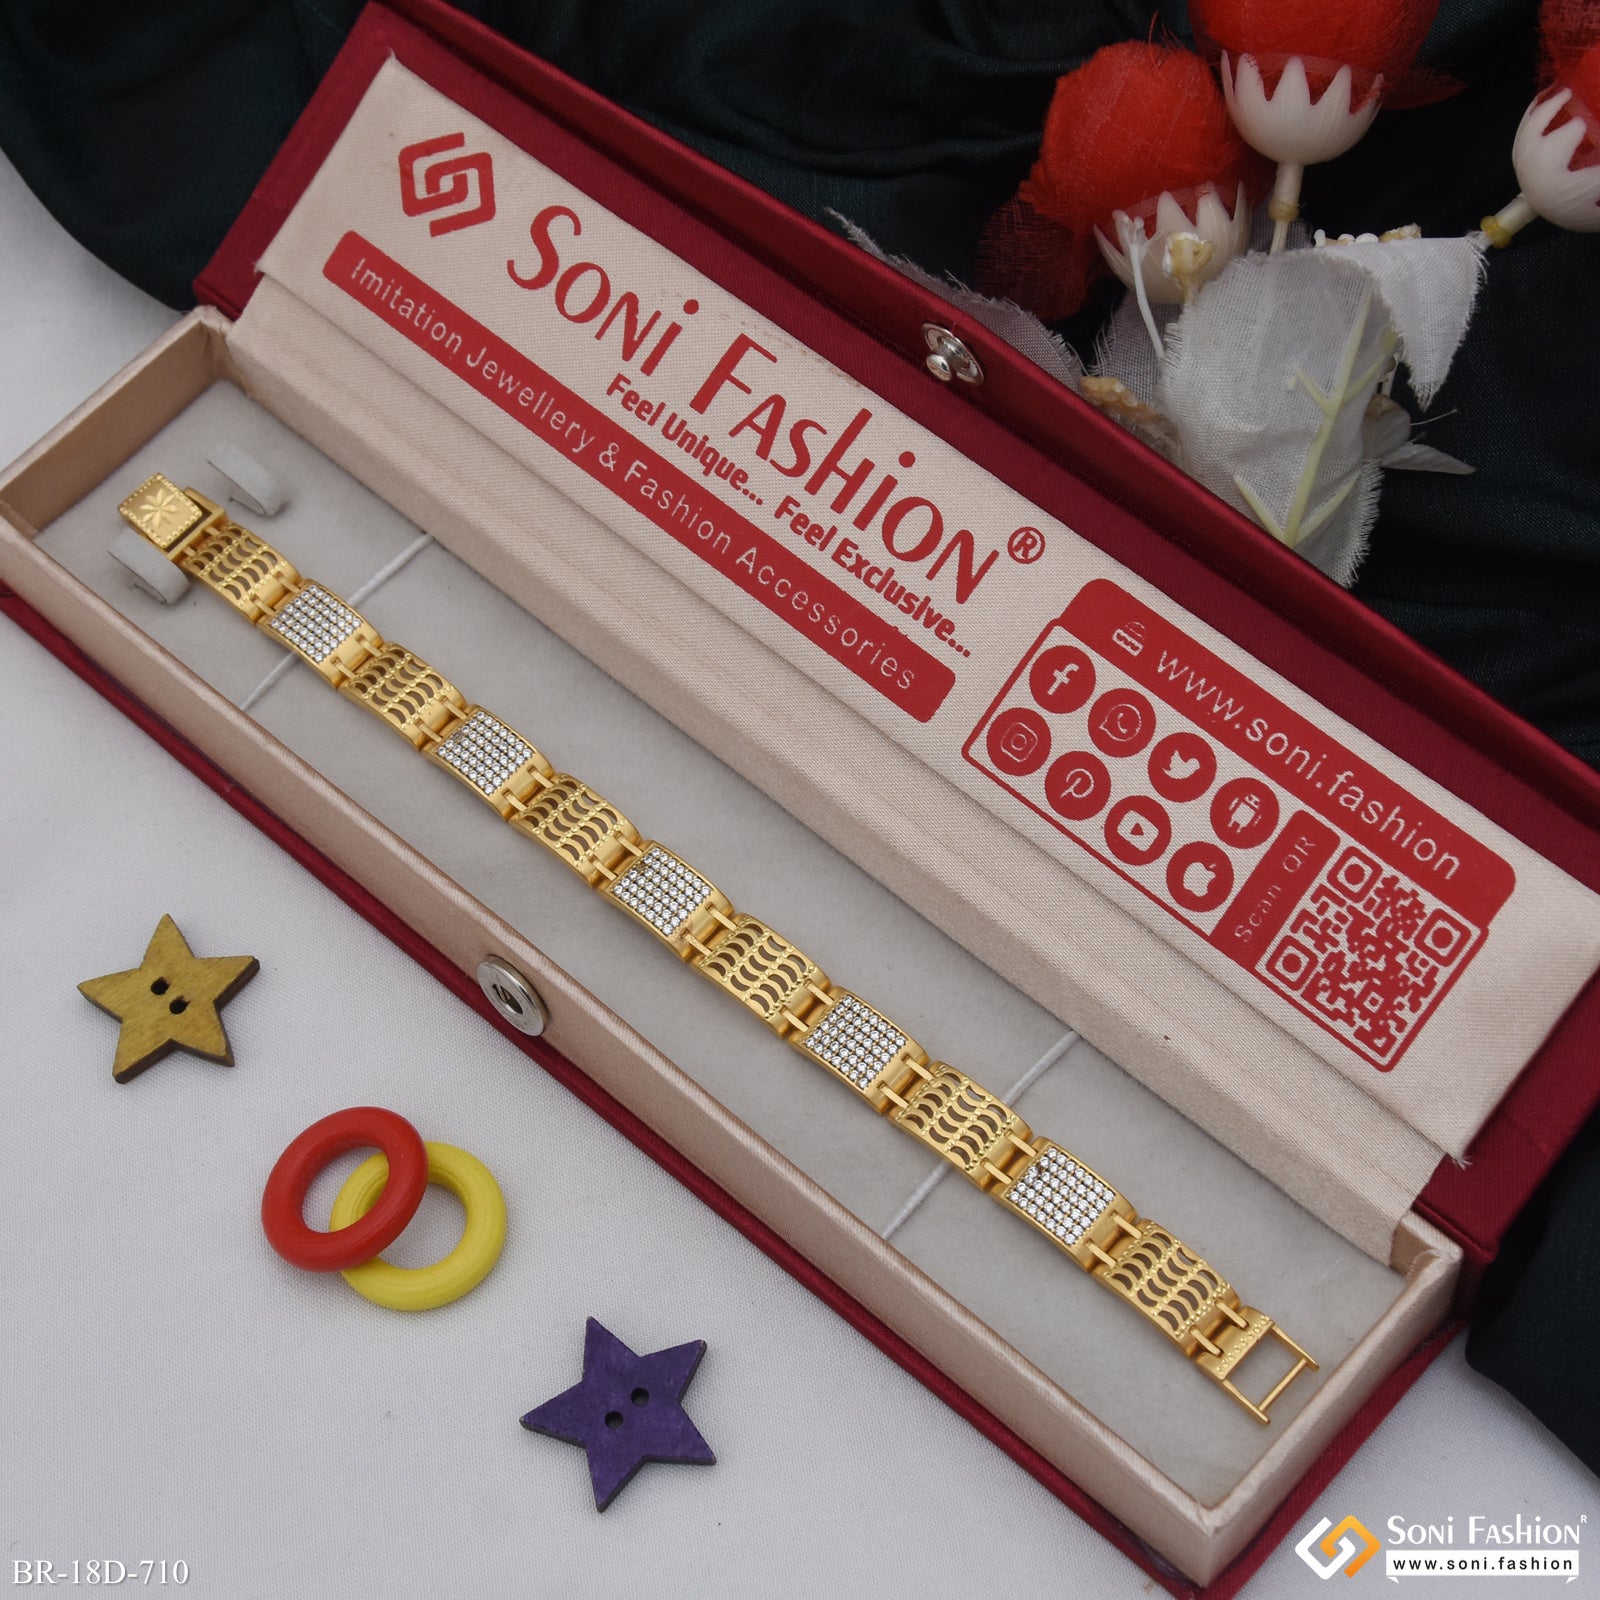 SONi FASHiON®
Feel Unique... Feel Exclusive...
Imitation Jewellery & Fashion Accessories
www.soni.fashion
Scan QR
BR-18D-710
SONI FASHION®
www.soni.fashion